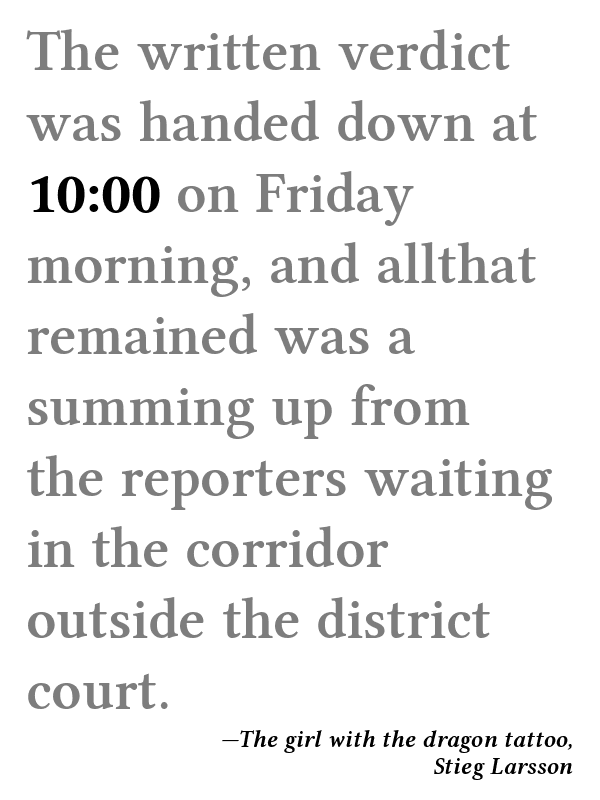 The written verdict
was handed down at
10:00 on Friday
morning, and allthat
remained was a
summing up from
the reporters waiting
in the corridor
outside the district
court.
—The girl with the dragon tattoo,
Stieg Larsson